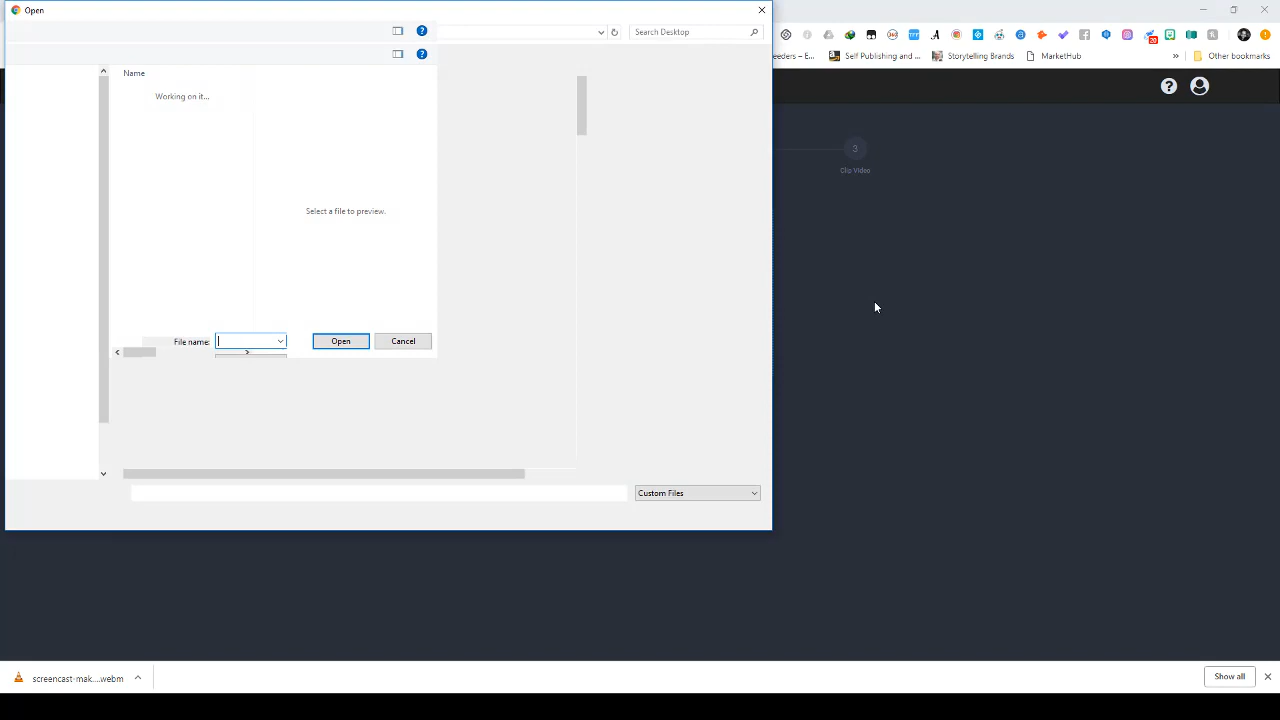 Open
Search Desktop
Name
Working on it...
Select a file to preview.
File name:
Open
Cancel
Custom Files
eeders – E...
Self Publishing and ...
Storytelling Brands
MarketHub
»
Other bookmarks
20
?
3
Clip Video
screencast-mak....webm
Show all